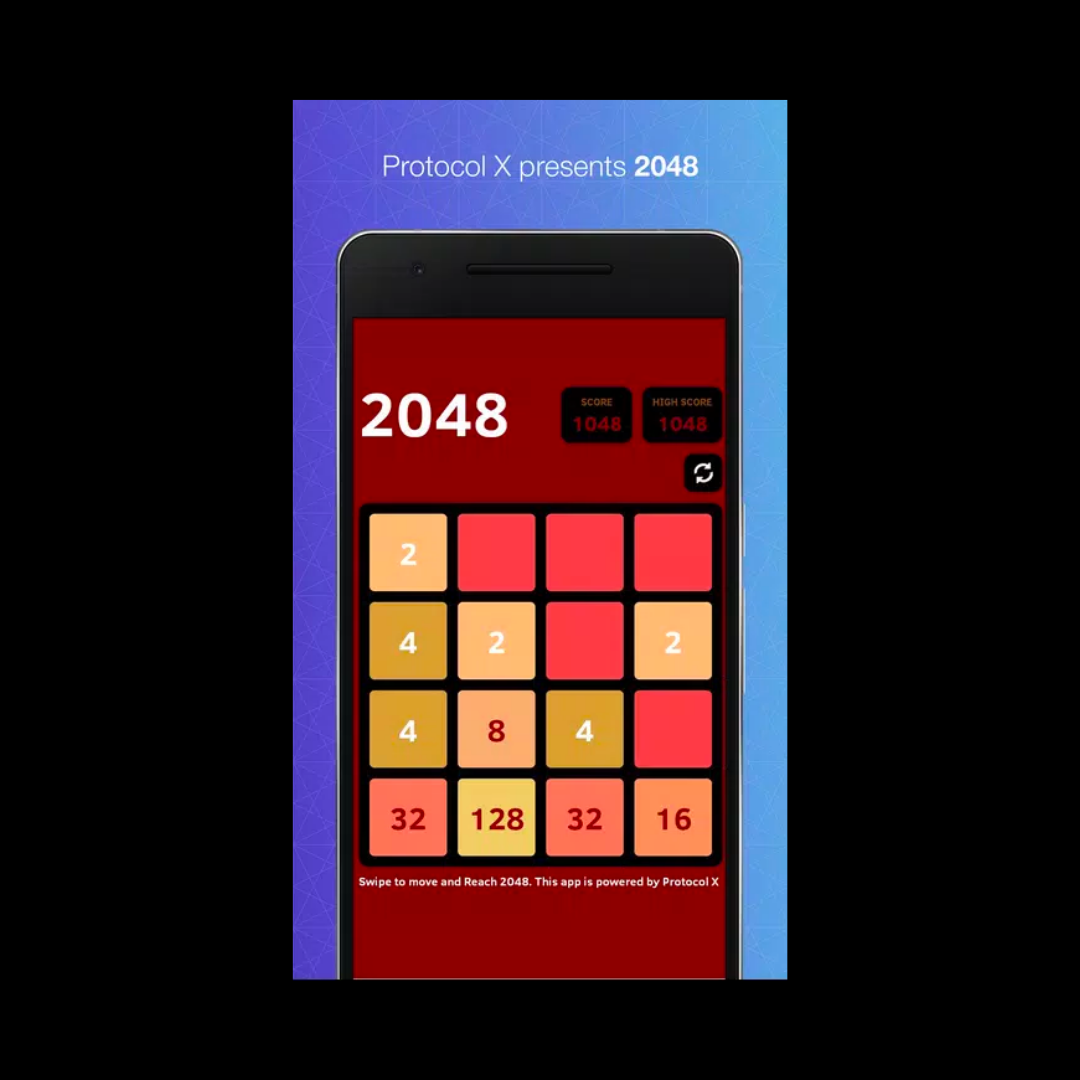 Protocol X presents 2048
2048
SCORE
1048
HIGH SCORE
1048
2
4 2 2
4 8 4
32 128 32 16
Swipe to move and Reach 2048. This app is powered by Protocol X